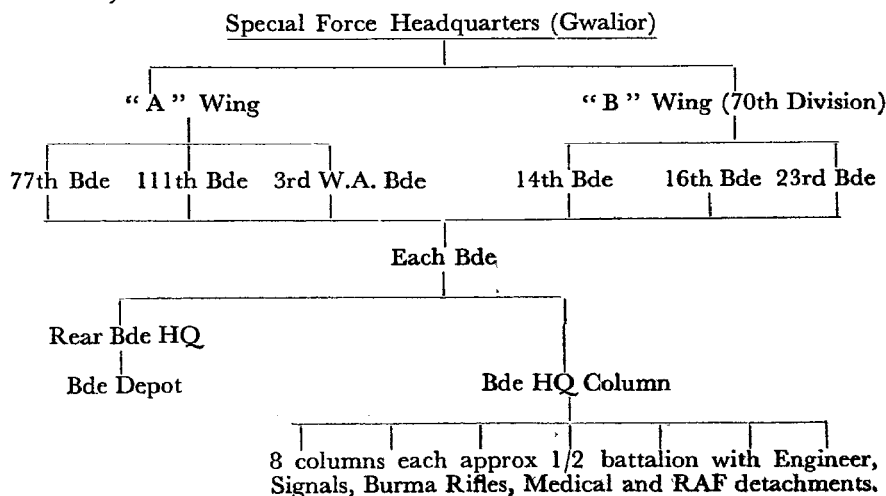 Special Force Headquarters (Gwalior)
“A” Wing
“B” Wing (70th Division)
77th Bde 111th Bde 3rd W.A. Bde 14th Bde 16th Bde 23rd Bde
Each Bde
Rear Bde HQ
Bde Depot
Bde HQ Column
8 columns each approx 1/2 battalion with Engineer,
Signals, Burma Rifles, Medical and RAF detachments.